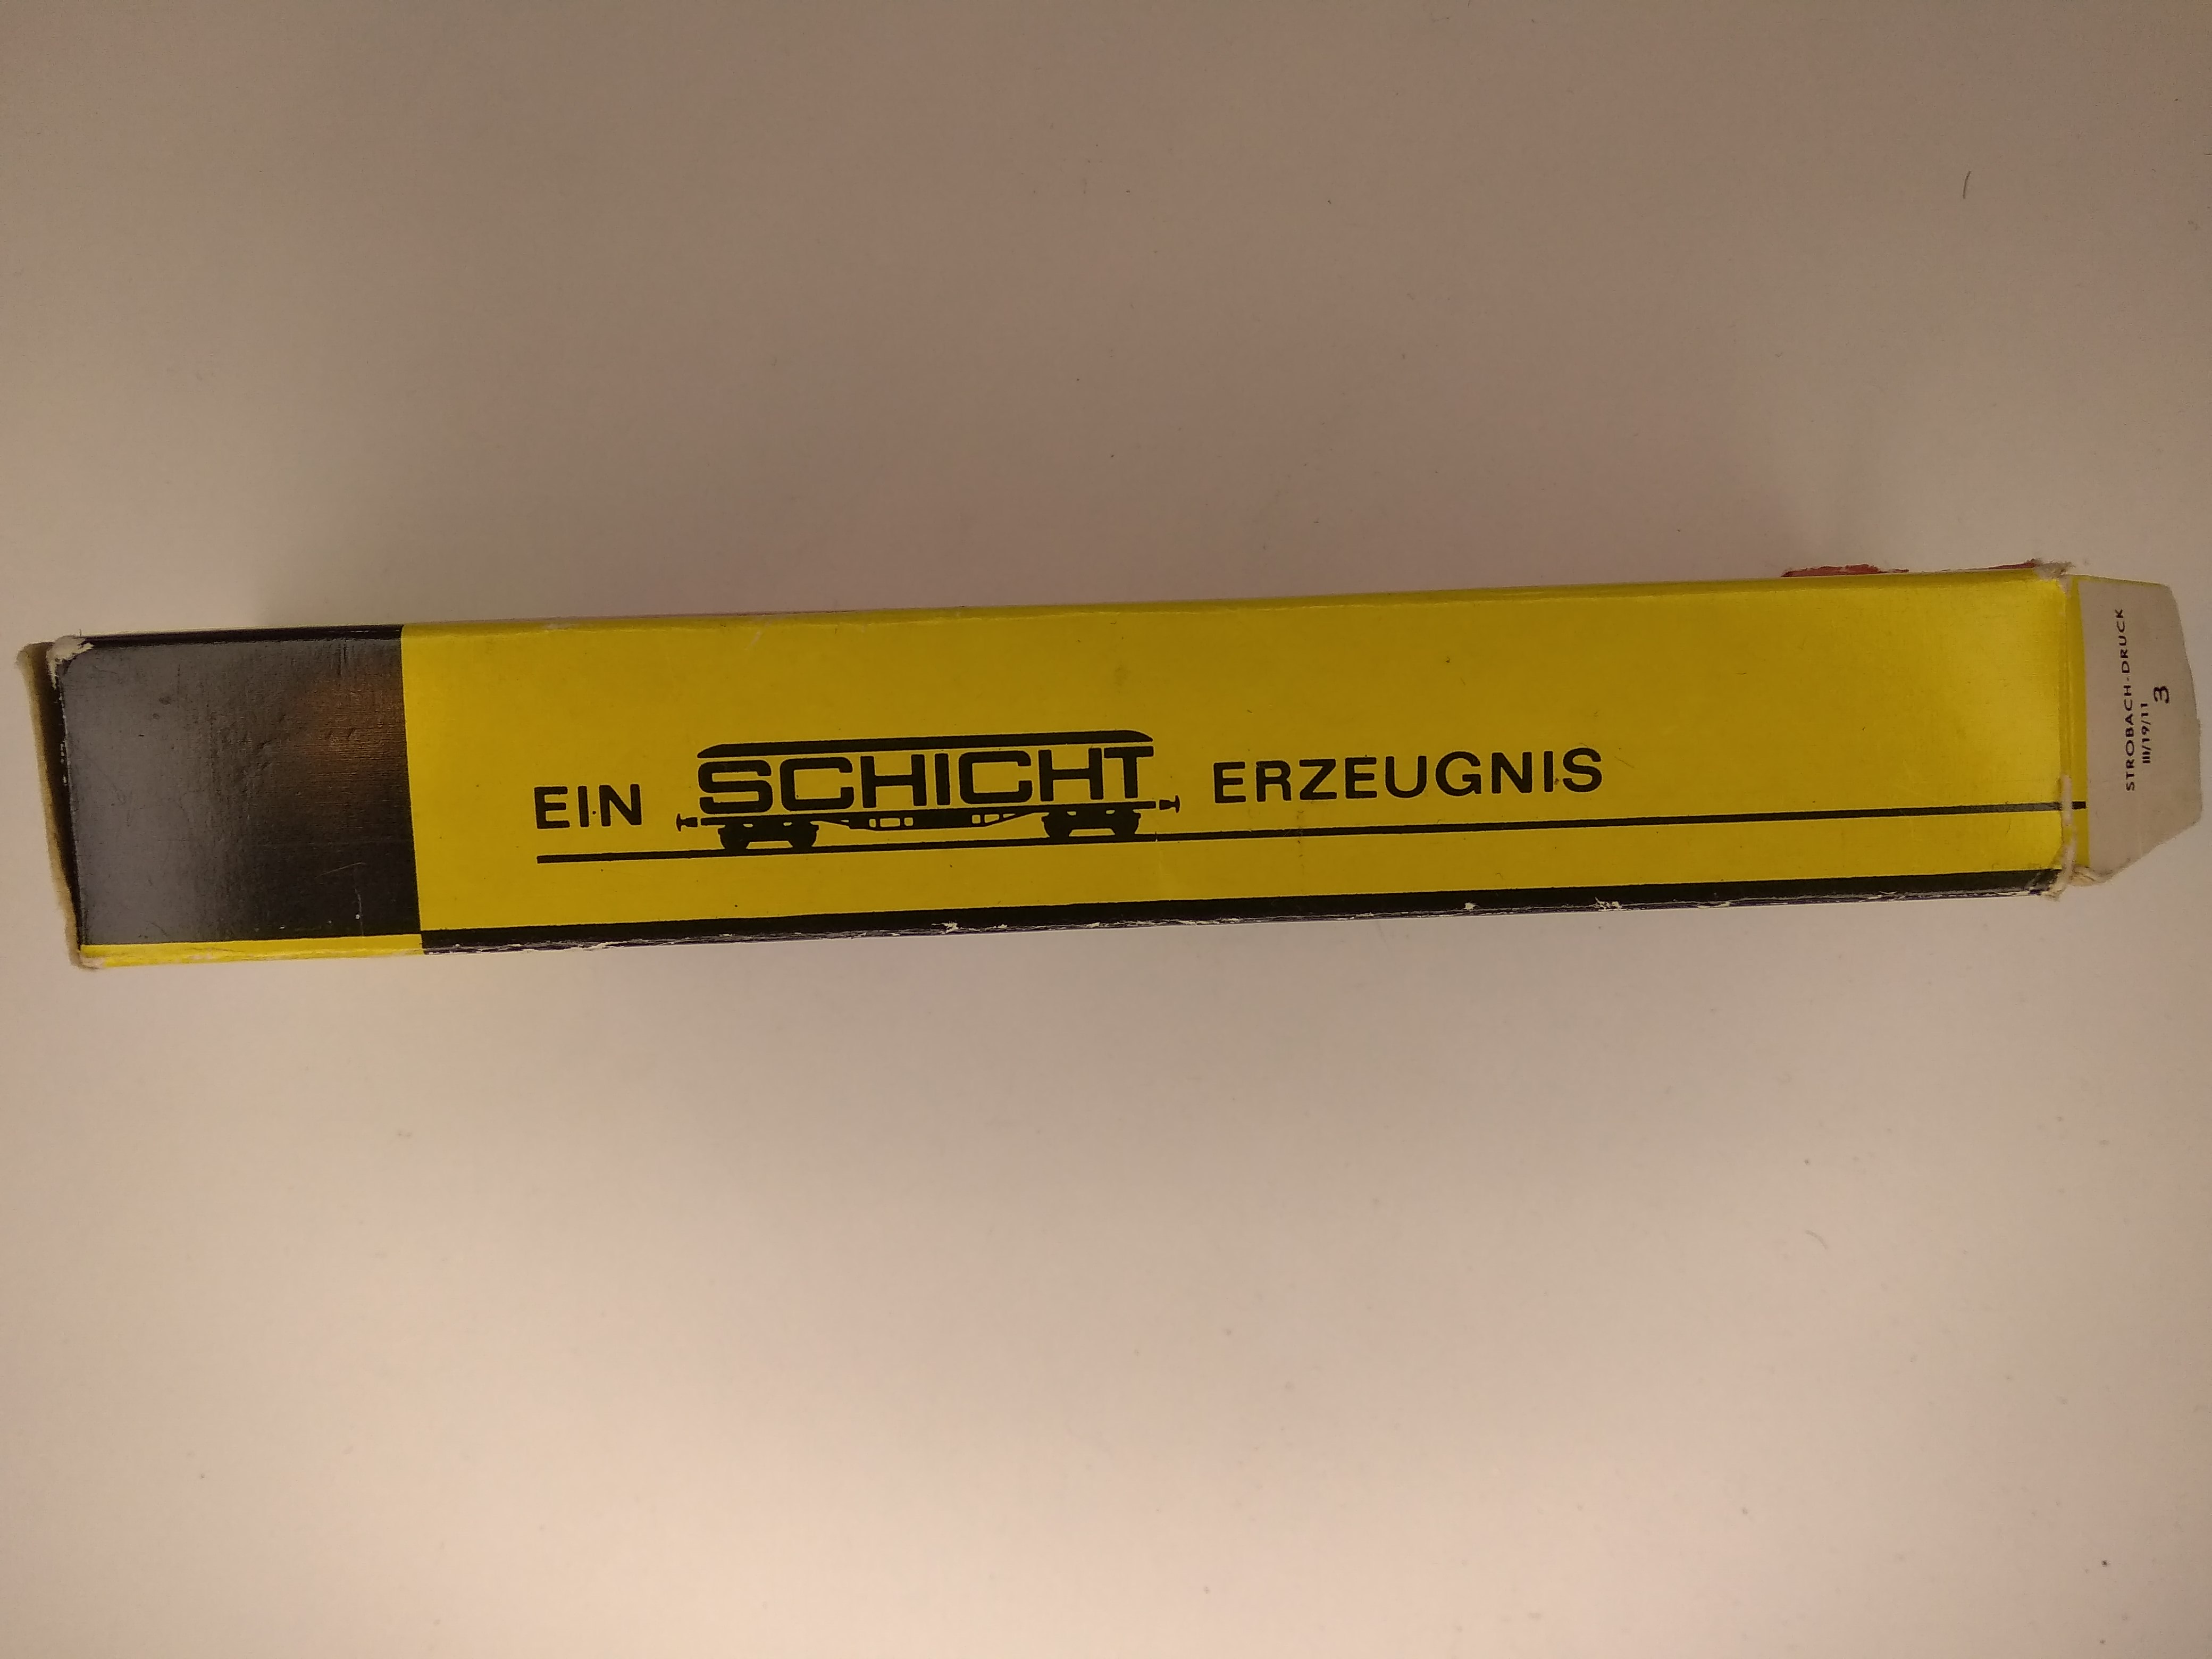 EIN SCHICHT ERZEUGNIS
STROBACH-DRUCK
III/19/11
3